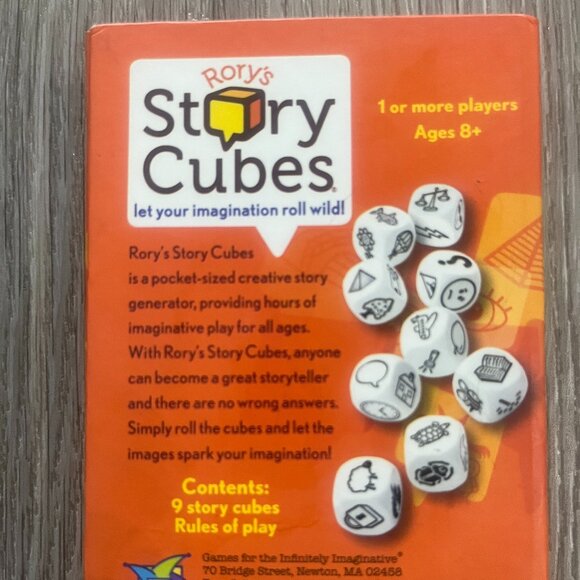 Rory's
Story
Cubes®
let your imagination roll wild!
1 or more players
Ages 8+
Rory's Story Cubes
is a pocket-sized creative story
generator, providing hours of
imaginative play for all ages.
With Rory's Story Cubes, anyone
can become a great storyteller
and there are no wrong answers.
Simply roll the cubes and let the
images spark your imagination!
Contents:
9 story cubes
Rules of play
Games for the Infinitely Imaginative®
70 Bridge Street, Newton, MA 02458